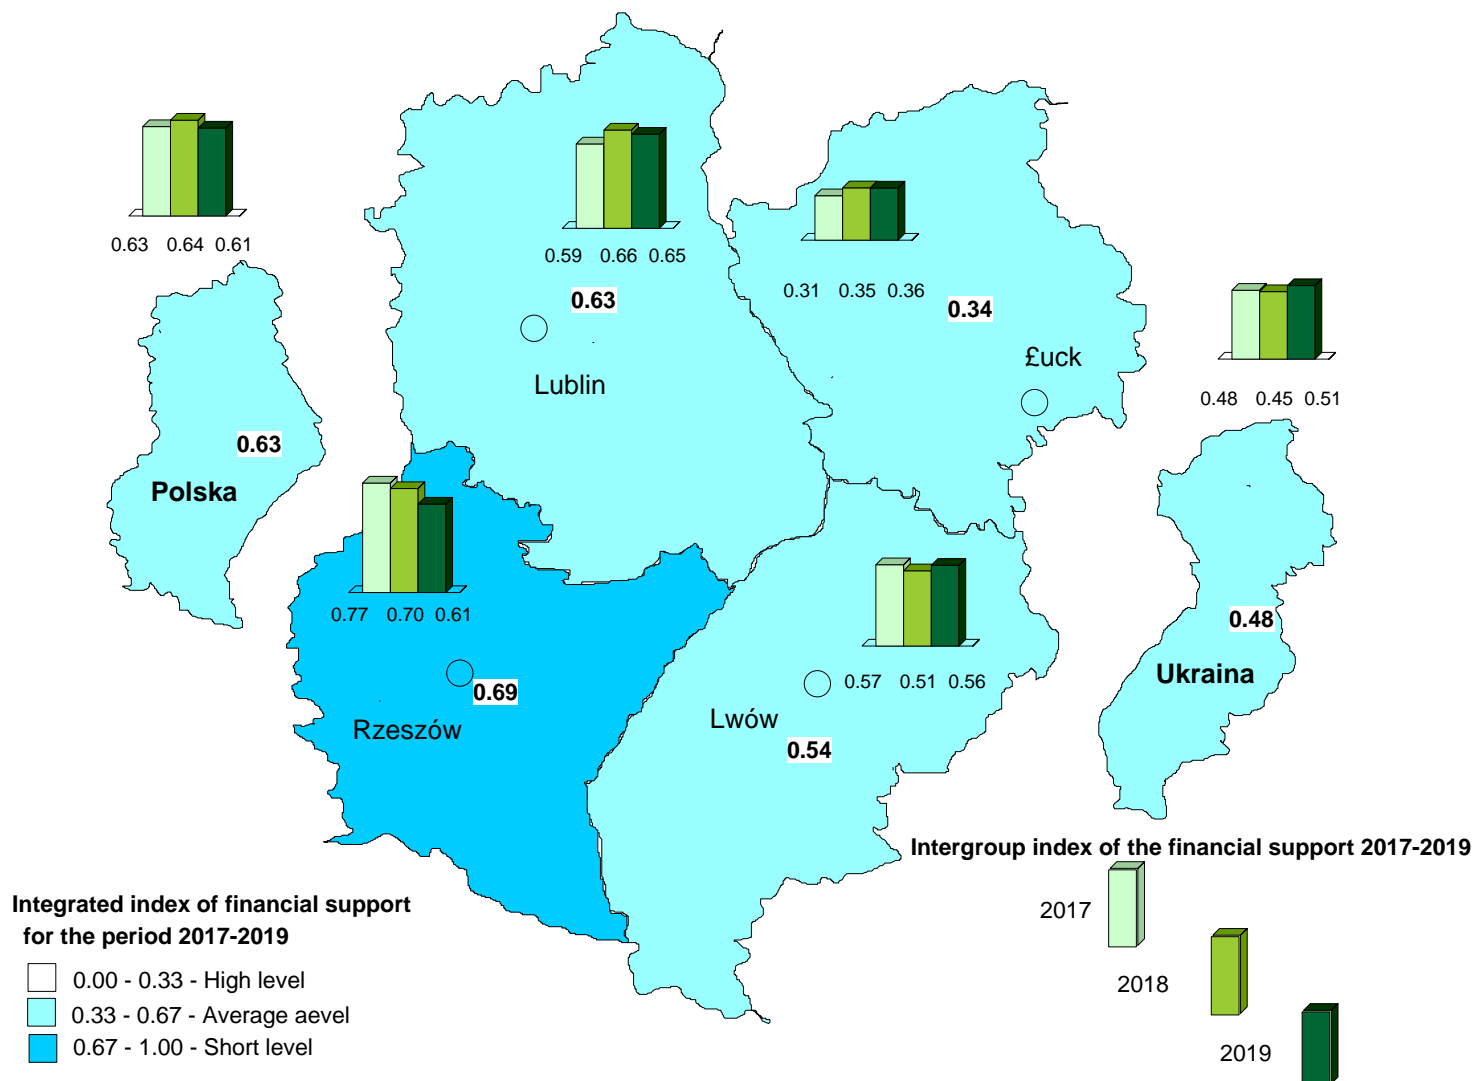 0.63 0.64 0.61
0.59 0.66 0.65
0.63
Lublin
0.31 0.35 0.36
0.34
£uck
0.48 0.45 0.51
0.63
Polska
0.77 0.70 0.61
0.69
Rzeszów
0.57 0.51 0.56
Lwów
0.54
0.48
Ukraina
Intergroup index of the financial support 2017-2019
2017
2018
2019
Integrated index of financial support
for the period 2017-2019
0.00 - 0.33 - High level
0.33 - 0.67 - Average aevel
0.67 - 1.00 - Short level